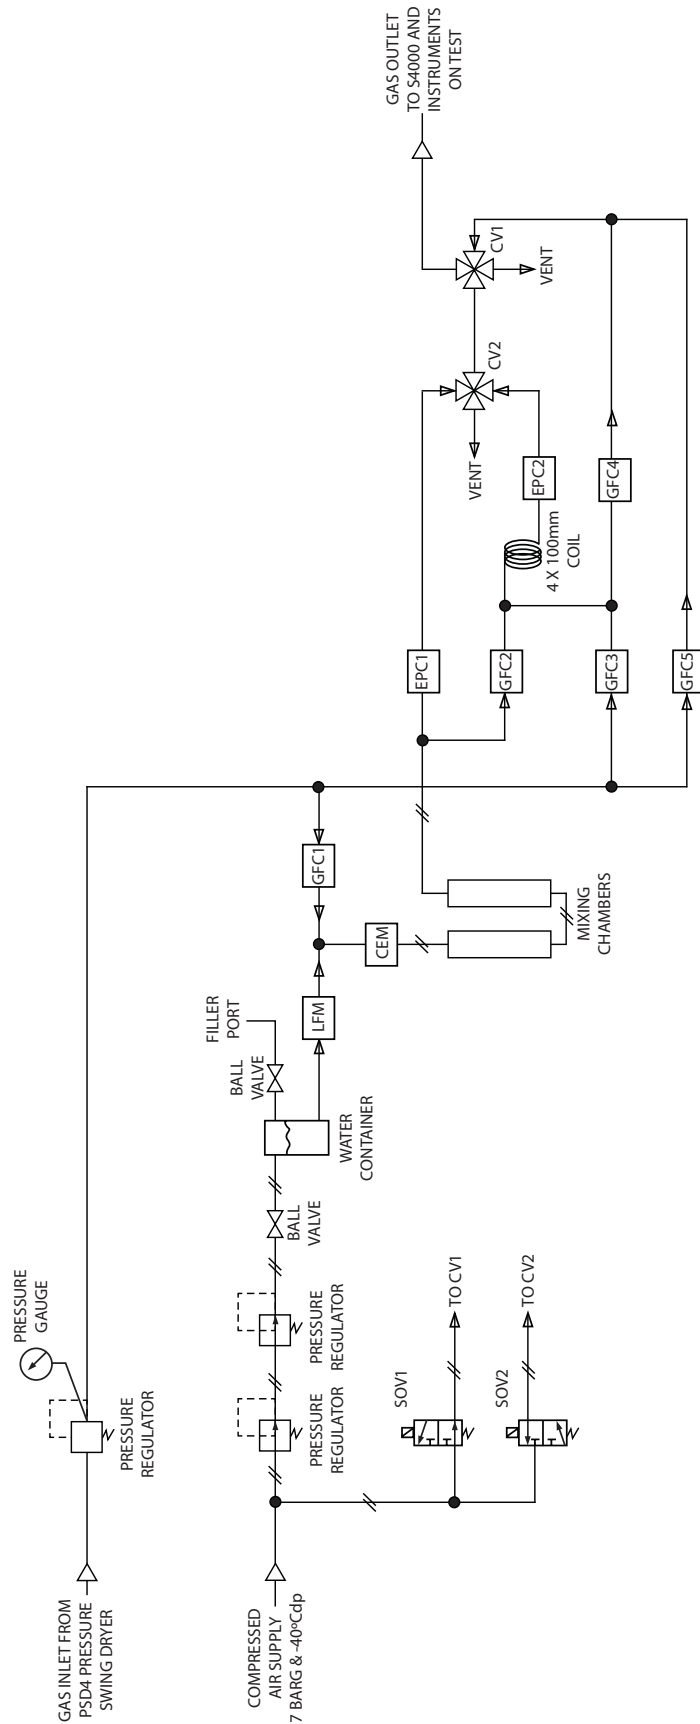 GAS INLET FROM
PSD4 PRESSURE
SWING DRYER
PRESSURE
REGULATOR
PRESSURE
GAUGE
COMPRESSED
AIR SUPPLY
7 BARG & -40ºCdp
PRESSURE
REGULATOR
PRESSURE
REGULATOR
BALL
VALVE
WATER
CONTAINER
BALL
VALVE
FILLER
PORT
SOV1
TO CV1
SOV2
TO CV2
LFM
GFC1
CEM
MIXING
CHAMBERS
EPC1
GFC2
GFC3
GFC5
4 X 100mm
COIL
EPC2
GFC4
VENT
CV2
VENT
CV1
GAS OUTLET
TO S4000 AND
INSTRUMENTS
ON TEST